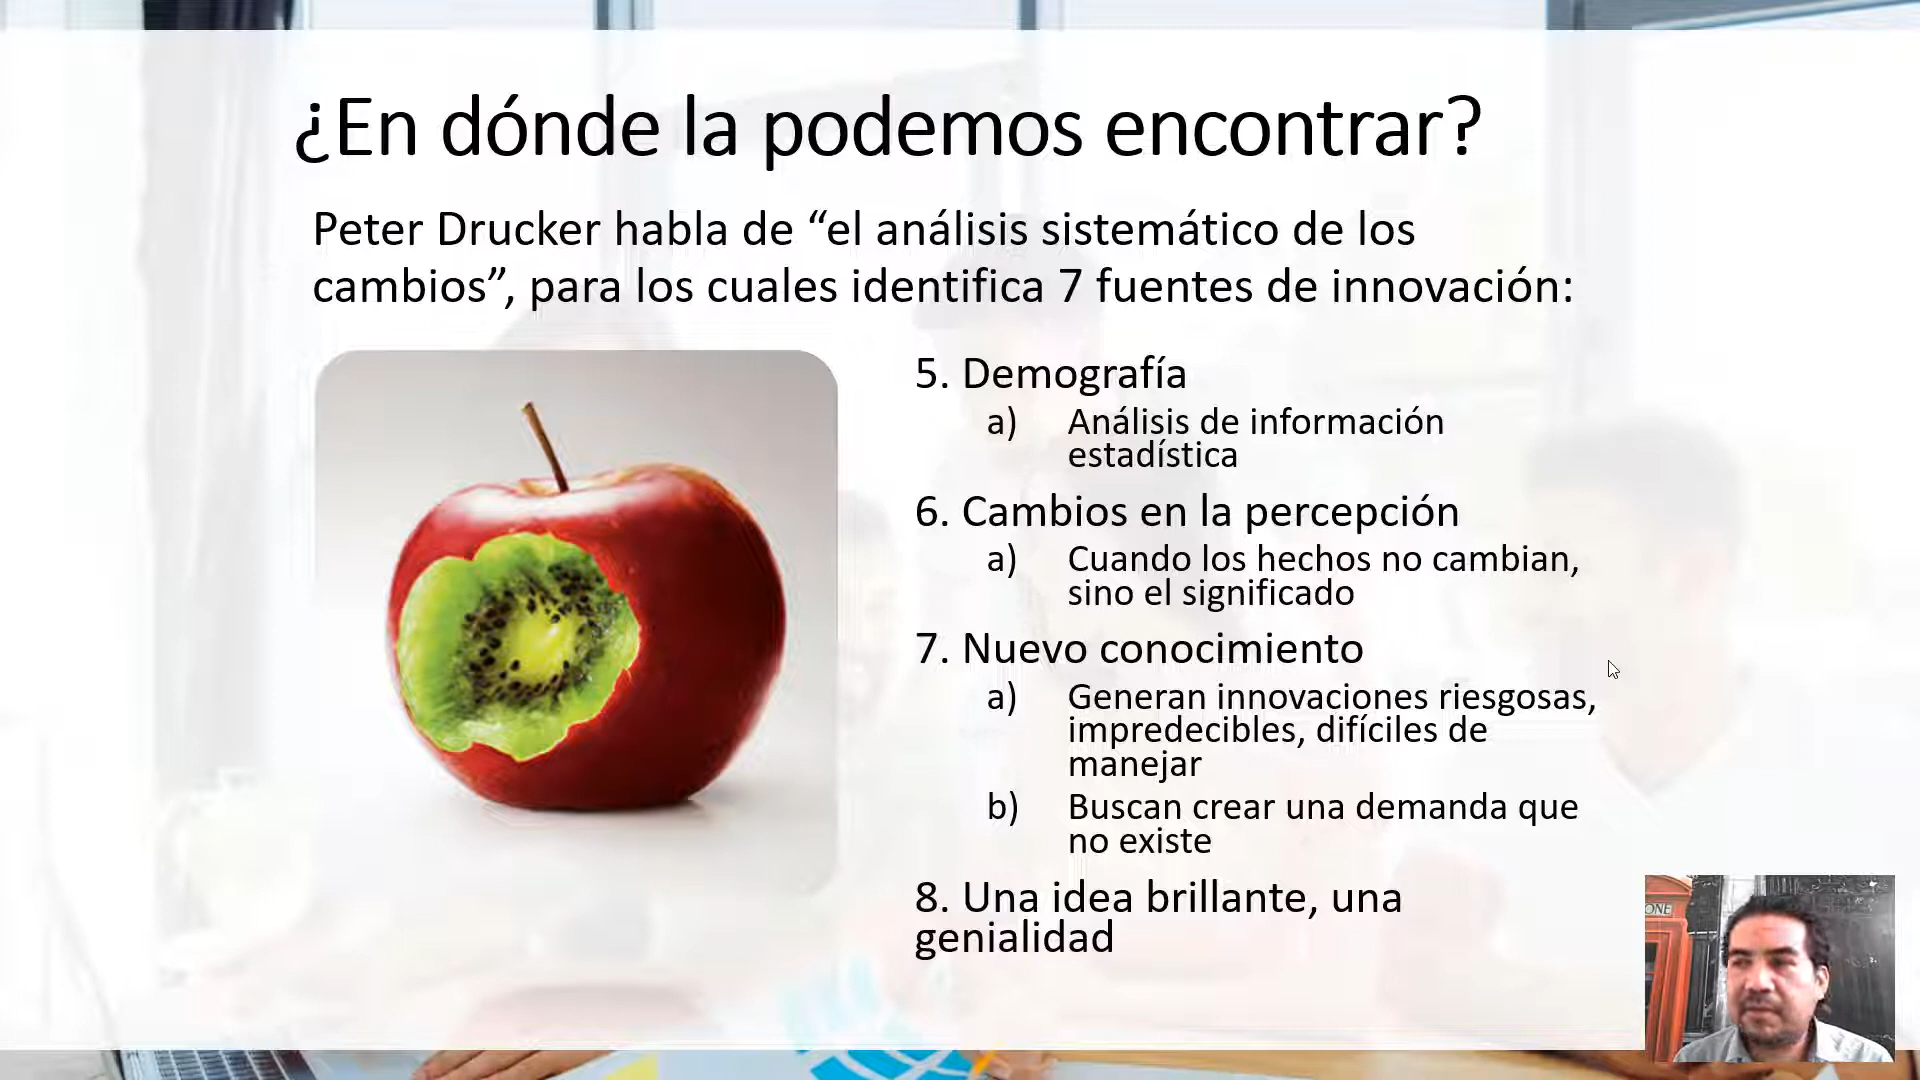 ¿En dónde la podemos encontrar?
Peter Drucker habla de “el análisis sistemático de los
cambios”, para los cuales identifica 7 fuentes de innovación:
5. Demografía
a) Análisis de información
estadística
6. Cambios en la percepción
a) Cuando los hechos no cambian,
sino el significado
7. Nuevo conocimiento
a) Generan innovaciones riesgosas,
impredecibles, difíciles de
manejar
b) Buscan crear una demanda que
no existe
8. Una idea brillante, una
genialidad
ONE